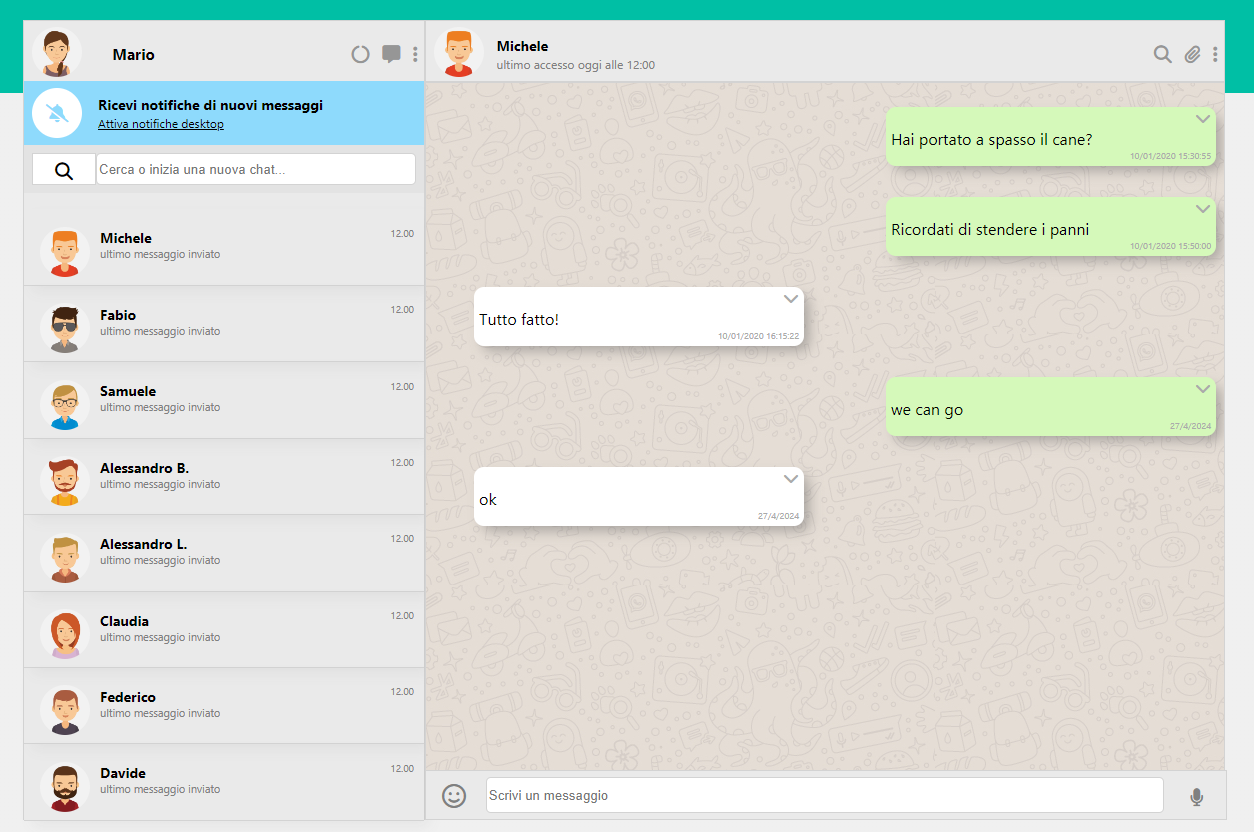 Mario
Ricevi notifiche di nuovi messaggi
Attiva notifiche desktop
Cerca o inizia una nuova chat...
Michele
12.00
ultimo messaggio inviato
Fabio
12.00
ultimo messaggio inviato
Samuele
12.00
ultimo messaggio inviato
Alessandro B.
12.00
ultimo messaggio inviato
Alessandro L.
12.00
ultimo messaggio inviato
Claudia
12.00
ultimo messaggio inviato
Federico
12.00
ultimo messaggio inviato
Davide
12.00
ultimo messaggio inviato
Michele
ultimo accesso oggi alle 12:00
Hai portato a spasso il cane?
10/01/2020 15:30:55
Ricordati di stendere i panni
10/01/2020 15:50:00
Tutto fatto!
10/01/2020 16:15:22
we can go
27/4/2024
ok
27/4/2024
Scrivi un messaggio